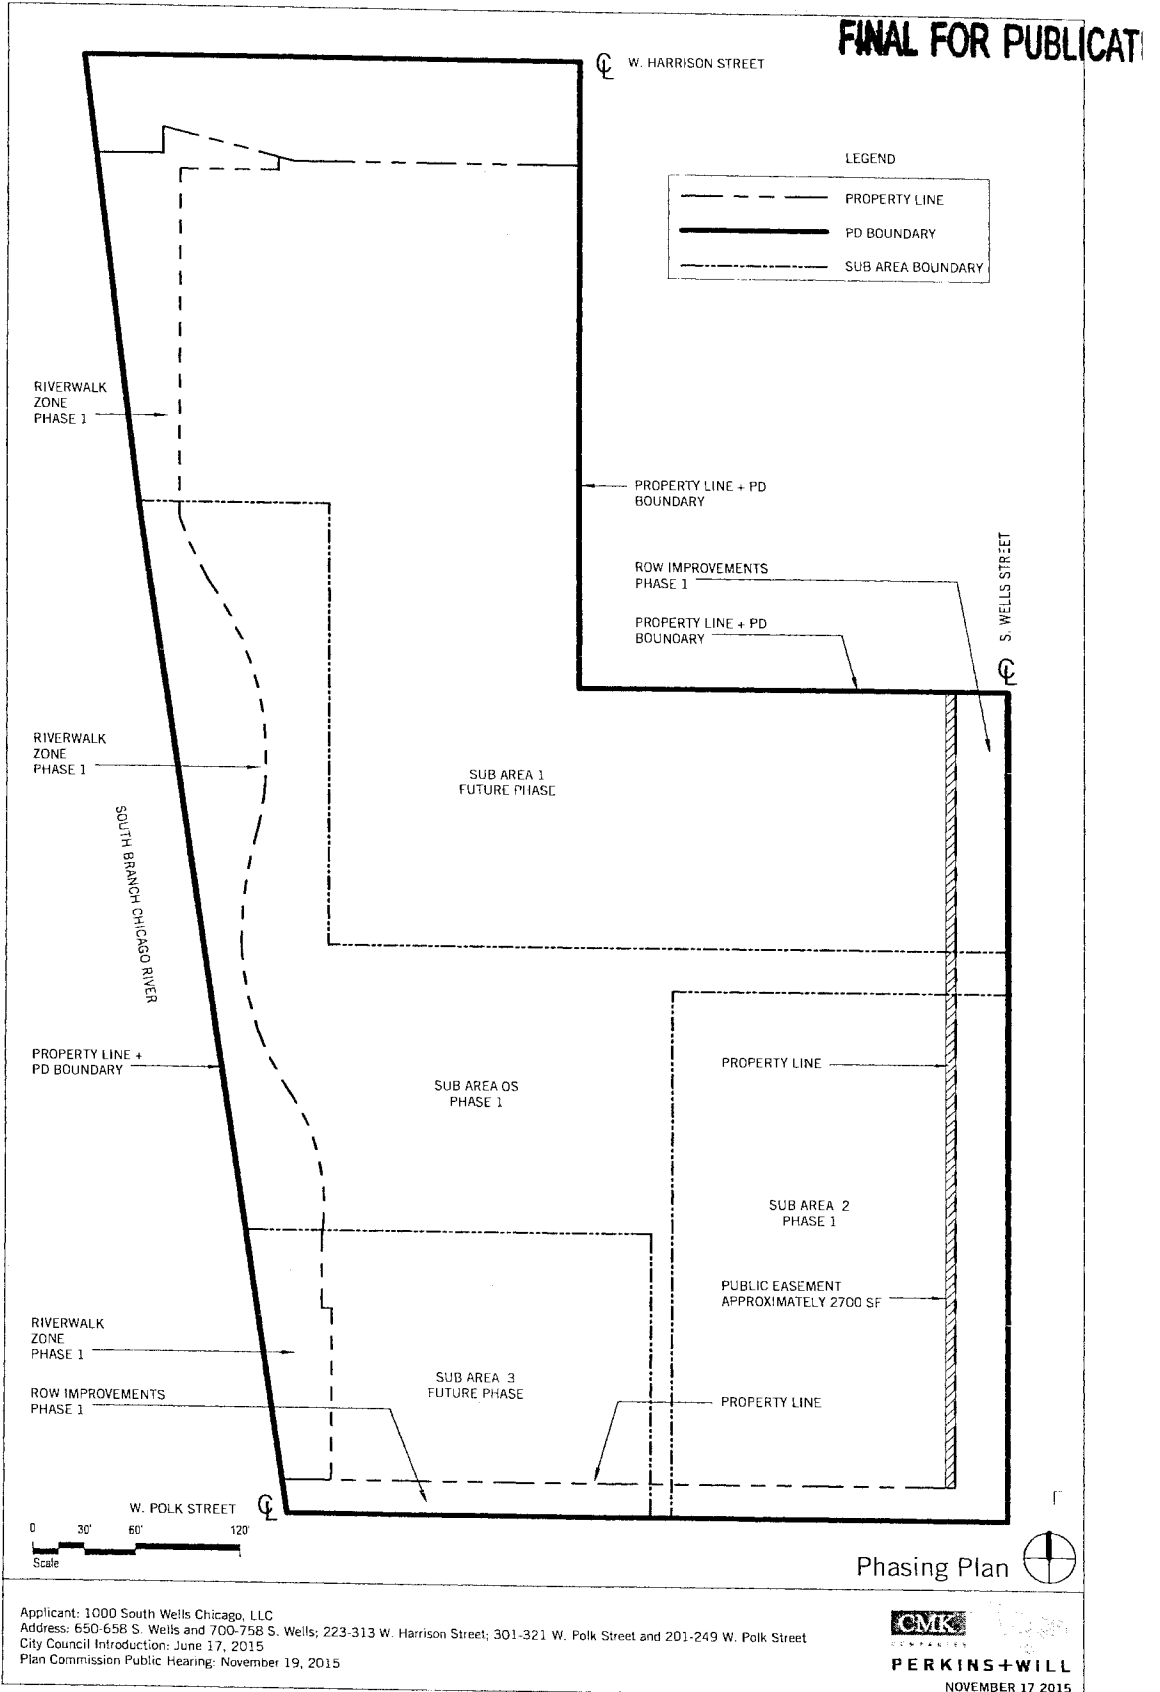 FINAL FOR PUBLICATI
W. HARRISON STREET
LEGEND
PROPERTY LINE
PD BOUNDARY
SUB AREA BOUNDARY
RIVERWALK
ZONE
PHASE 1
PROPERTY LINE + PD
BOUNDARY
S. WELLS STREET
ROW IMPROVEMENTS
PHASE 1
PROPERTY LINE + PD
BOUNDARY
RIVERWALK
ZONE
PHASE 1
SUB AREA 1
FUTURE PHASE
SOUTH BRANCH CHICAGO RIVER
PROPERTY LINE +
PD BOUNDARY
SUB AREA OS
PHASE 1
PROPERTY LINE
SUB AREA 2
PHASE 1
PUBLIC EASEMENT
APPROXIMATELY 2700 SF
RIVERWALK
ZONE
PHASE 1
SUB AREA 3
FUTURE PHASE
ROW IMPROVEMENTS
PHASE 1
PROPERTY LINE
W. POLK STREET
0 30' 60' 120'
Scale
Phasing Plan
Applicant: 1000 South Wells Chicago, LLC
Address: 650-658 S. Wells and 700-758 S. Wells; 223-313 W. Harrison Street; 301-321 W. Polk Street and 201-249 W. Polk Street
City Council Introduction: June 17, 2015
Plan Commission Public Hearing: November 19, 2015
CMK
COMPANIES
PERKINS+WILL
NOVEMBER 17 2015